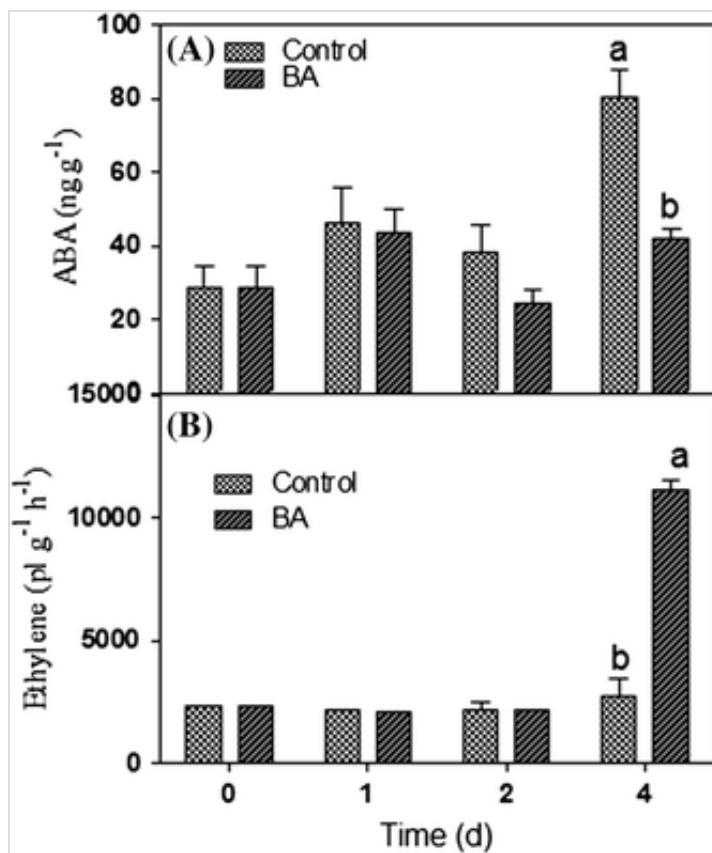 100
(A)
Control
BA
a
80
60
b
40
20
ABA (ng g⁻¹)
0
15000
(B)
a
Control
BA
10000
5000
b
0
Ethylene (pl g⁻¹ h⁻¹)
0 1 2 4
Time (d)